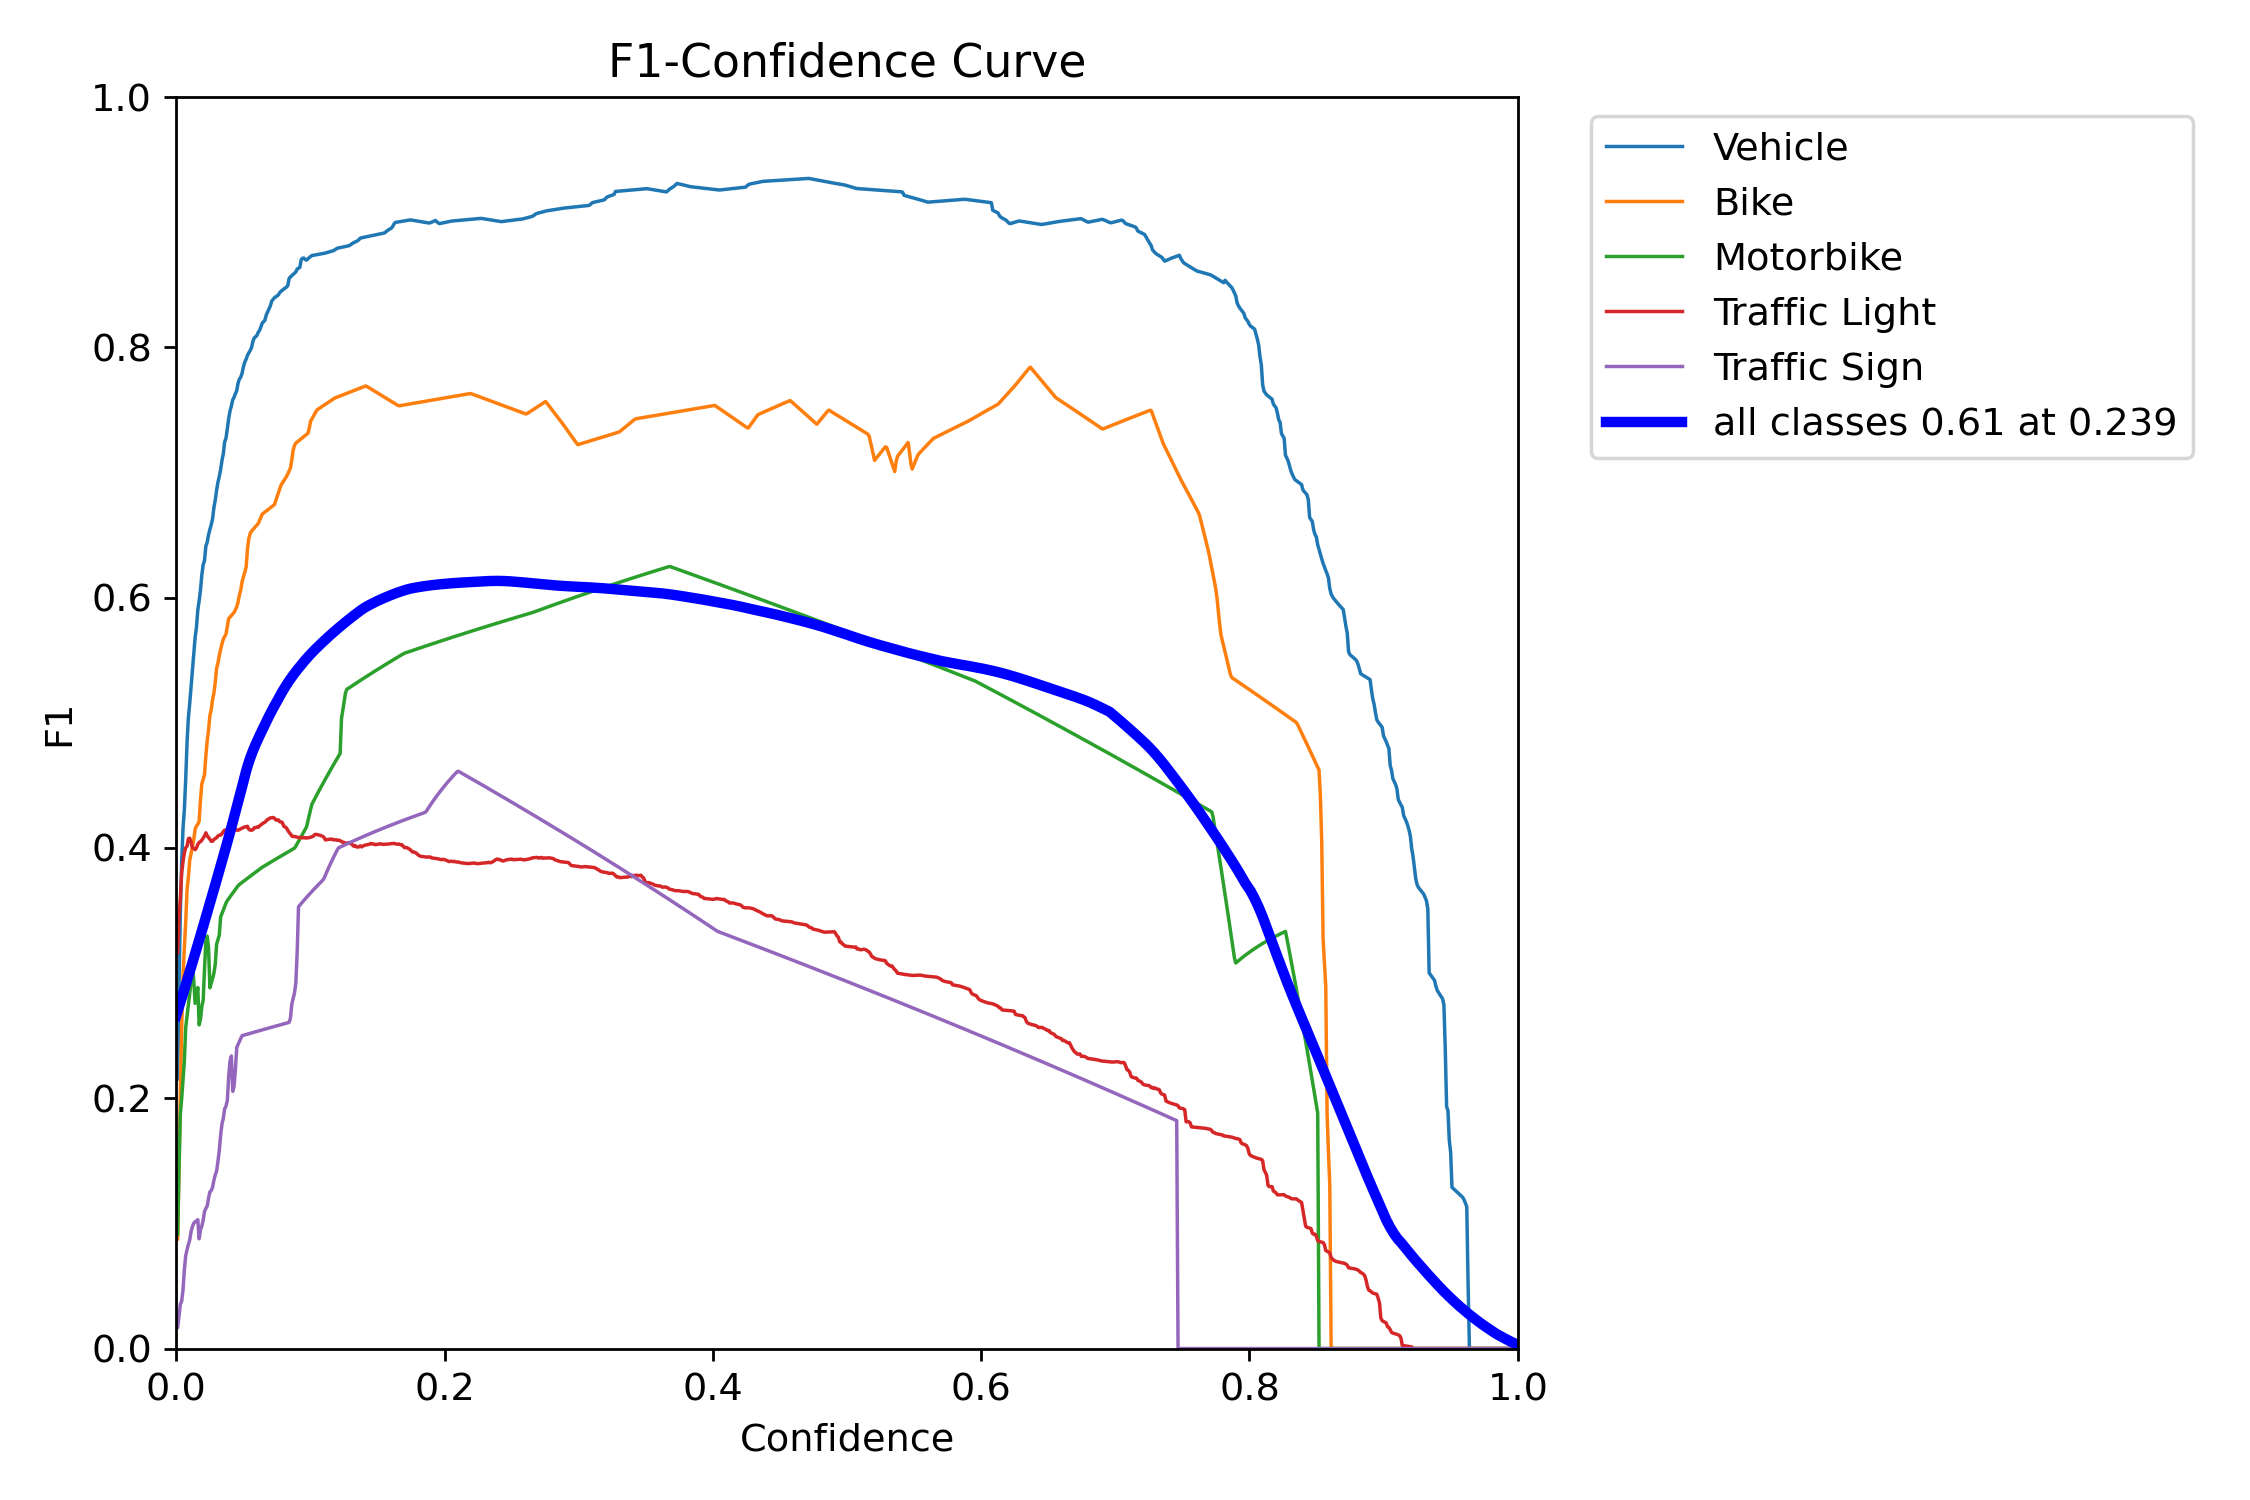 F1-Confidence Curve
1.0
0.8
0.6
0.4
0.2
0.0
F1
0.0 0.2 0.4 0.6 0.8 1.0
Confidence
Vehicle
Bike
Motorbike
Traffic Light
Traffic Sign
all classes 0.61 at 0.239